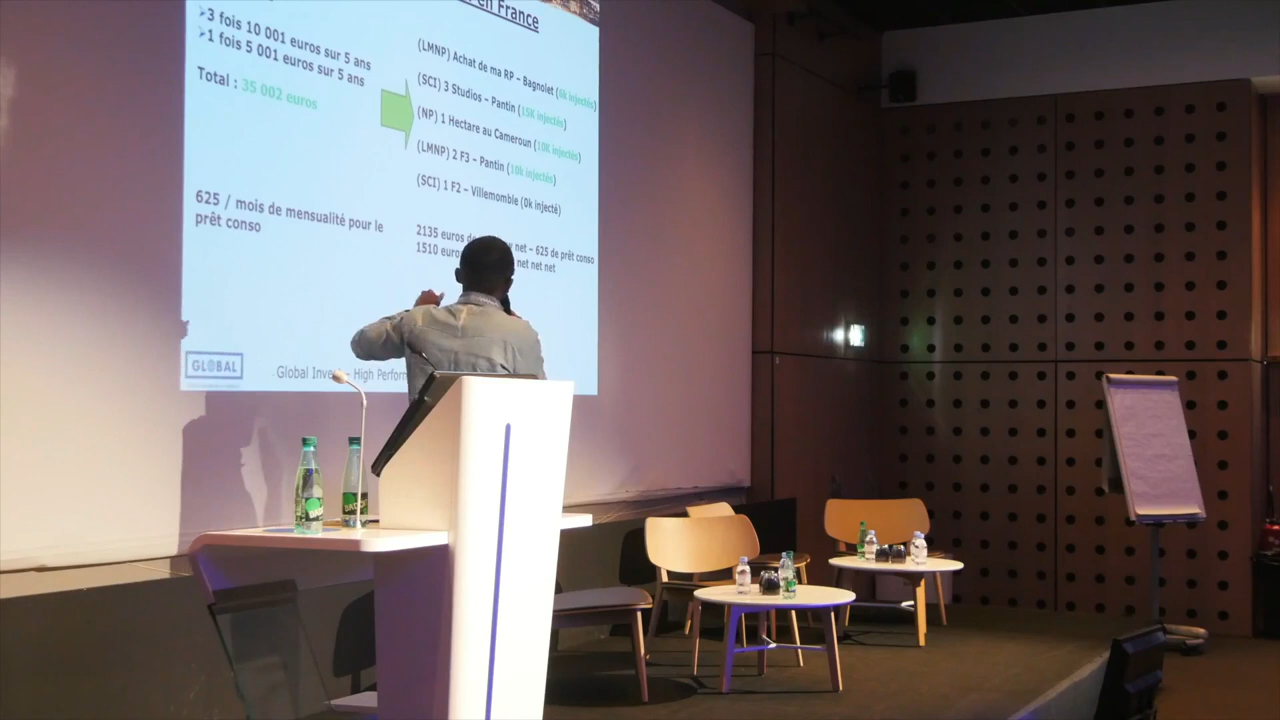 en France
3 fois 10 001 euros sur 5 ans
1 fois 5 001 euros sur 5 ans
Total : 35 002 euros
625 / mois de mensualité pour le
prêt conso
(LMNP) Achat de ma RP – Bagnolet (6k injectés)
(SCI) 3 Studios – Pantin (15K injectés)
(NP) 1 Hectare au Cameroun (10K injectés)
(LMNP) 2 F3 – Pantin (10k injectés)
(SCI) 1 F2 – Villemomble (0k injecté)
2135 euros net – 625 de prêt conso
1510 euros net net net
GLOBAL
Global High